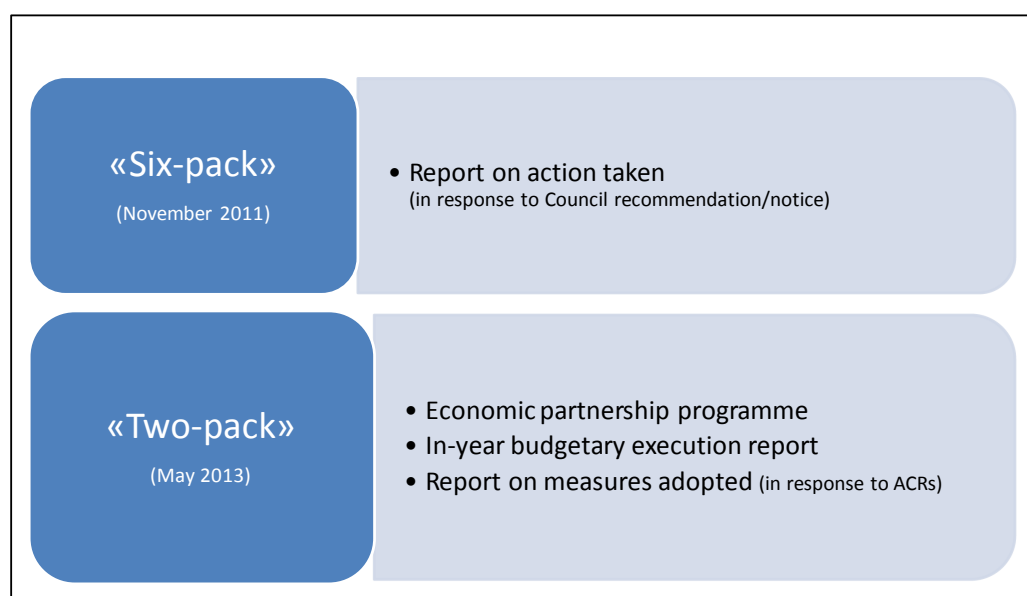 «Six-pack»
(November 2011)
• Report on action taken
(in response to Council recommendation/notice)
«Two-pack»
(May 2013)
• Economic partnership programme
• In-year budgetary execution report
• Report on measures adopted (in response to ACRs)